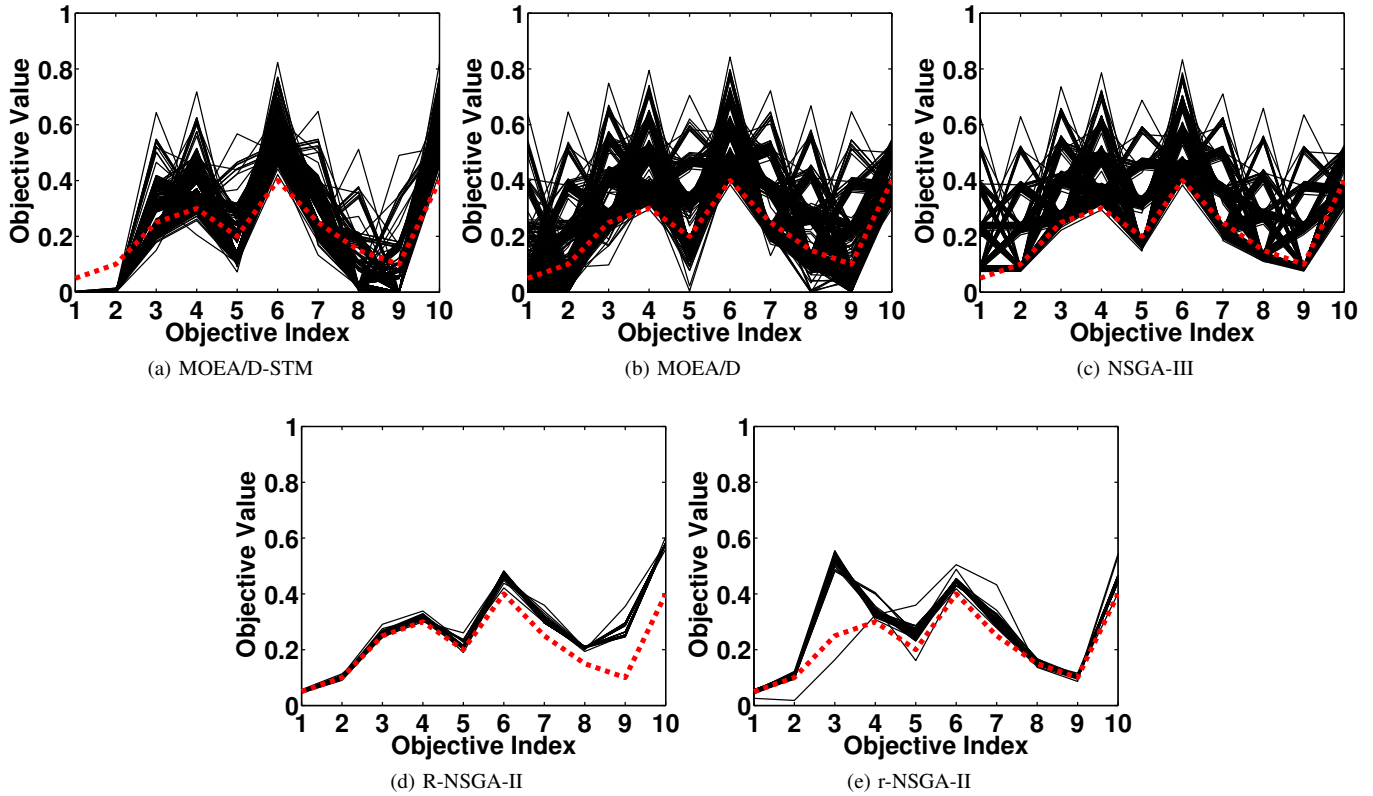 1
0.8
0.6
0.4
0.2
0
Objective Value
1 2 3 4 5 6 7 8 9 10
Objective Index
(a) MOEA/D-STM
1
0.8
0.6
0.4
0.2
0
Objective Value
1 2 3 4 5 6 7 8 9 10
Objective Index
(b) MOEA/D
1
0.8
0.6
0.4
0.2
0
Objective Value
1 2 3 4 5 6 7 8 9 10
Objective Index
(c) NSGA-III
1
0.8
0.6
0.4
0.2
0
Objective Value
1 2 3 4 5 6 7 8 9 10
Objective Index
(d) R-NSGA-II
1
0.8
0.6
0.4
0.2
0
Objective Value
1 2 3 4 5 6 7 8 9 10
Objective Index
(e) r-NSGA-II